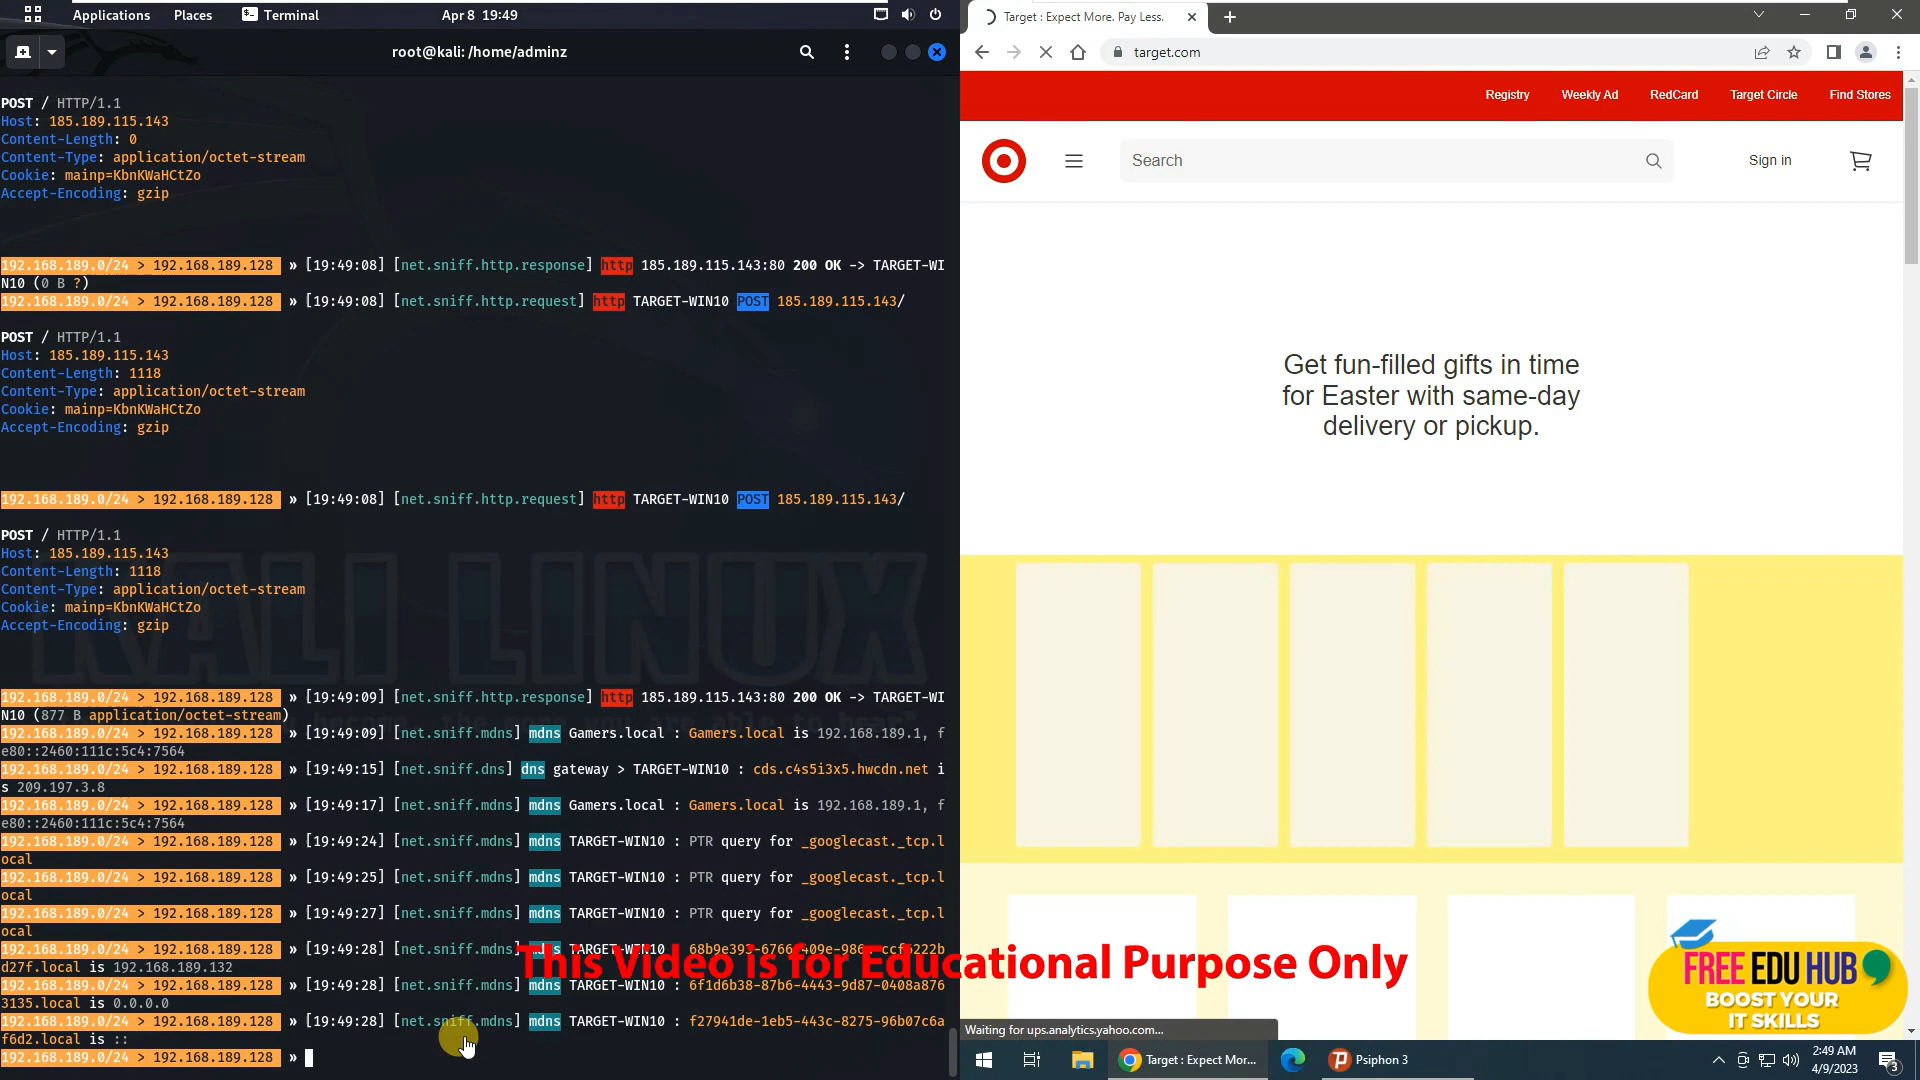 Applications Places Terminal Apr 8 19:49
root@kali: /home/adminz
POST / HTTP/1.1
Host: 185.189.115.143
Content-Length: 0
Content-Type: application/octet-stream
Cookie: mainp=KbnKWaHCtZo
Accept-Encoding: gzip
192.168.189.0/24 > 192.168.189.128 » [19:49:08] [net.sniff.http.response] http 185.189.115.143:80 200 OK -> TARGET-WI
N10 (0 B ?)
192.168.189.0/24 > 192.168.189.128 » [19:49:08] [net.sniff.http.request] http TARGET-WIN10 POST 185.189.115.143/
POST / HTTP/1.1
Host: 185.189.115.143
Content-Length: 1118
Content-Type: application/octet-stream
Cookie: mainp=KbnKWaHCtZo
Accept-Encoding: gzip
192.168.189.0/24 > 192.168.189.128 » [19:49:08] [net.sniff.http.request] http TARGET-WIN10 POST 185.189.115.143/
POST / HTTP/1.1
Host: 185.189.115.143
Content-Length: 1118
Content-Type: application/octet-stream
Cookie: mainp=KbnKWaHCtZo
Accept-Encoding: gzip
KALI LINUX
192.168.189.0/24 > 192.168.189.128 » [19:49:09] [net.sniff.http.response] http 185.189.115.143:80 200 OK -> TARGET-WI
N10 (877 B application/octet-stream)
192.168.189.0/24 > 192.168.189.128 » [19:49:09] [net.sniff.mdns] mdns Gamers.local : Gamers.local is 192.168.189.1, f
e80::2460:111c:5c4:7564
192.168.189.0/24 > 192.168.189.128 » [19:49:15] [net.sniff.dns] dns gateway > TARGET-WIN10 : cds.c4s5i3x5.hwcdn.net i
s 209.197.3.8
192.168.189.0/24 > 192.168.189.128 » [19:49:17] [net.sniff.mdns] mdns Gamers.local : Gamers.local is 192.168.189.1, f
e80::2460:111c:5c4:7564
192.168.189.0/24 > 192.168.189.128 » [19:49:24] [net.sniff.mdns] mdns TARGET-WIN10 : PTR query for _googlecast._tcp.l
ocal
192.168.189.0/24 > 192.168.189.128 » [19:49:25] [net.sniff.mdns] mdns TARGET-WIN10 : PTR query for _googlecast._tcp.l
ocal
192.168.189.0/24 > 192.168.189.128 » [19:49:27] [net.sniff.mdns] mdns TARGET-WIN10 : PTR query for _googlecast._tcp.l
ocal
192.168.189.0/24 > 192.168.189.128 » [19:49:28] [net.sniff.mdns] mdns TARGET-WIN10 :
d27f.local is 192.168.189.132
192.168.189.0/24 > 192.168.189.128 » [19:49:28] [net.sniff.mdns] mdns TARGET-WIN10 : 6f1d6b38-87b6-4443-9d87-0408a876
3135.local is 0.0.0.0
192.168.189.0/24 > 192.168.189.128 » [19:49:28] [net.sniff.mdns] mdns TARGET-WIN10 : f27941de-1eb5-443c-8275-96b07c6a
f6d2.local is ::
192.168.189.0/24 > 192.168.189.128 »
Target : Expect More. Pay Less.
target.com
Registry Weekly Ad RedCard Target Circle Find Stores
Search
Sign in
Get fun-filled gifts in time
for Easter with same-day
delivery or pickup.
This Video is for Educational Purpose Only
FREE EDU HUB
BOOST YOUR
IT SKILLS
Waiting for ups.analytics.yahoo.com...
Target : Expect Mor... Psiphon 3
2:49 AM
4/9/2023
3